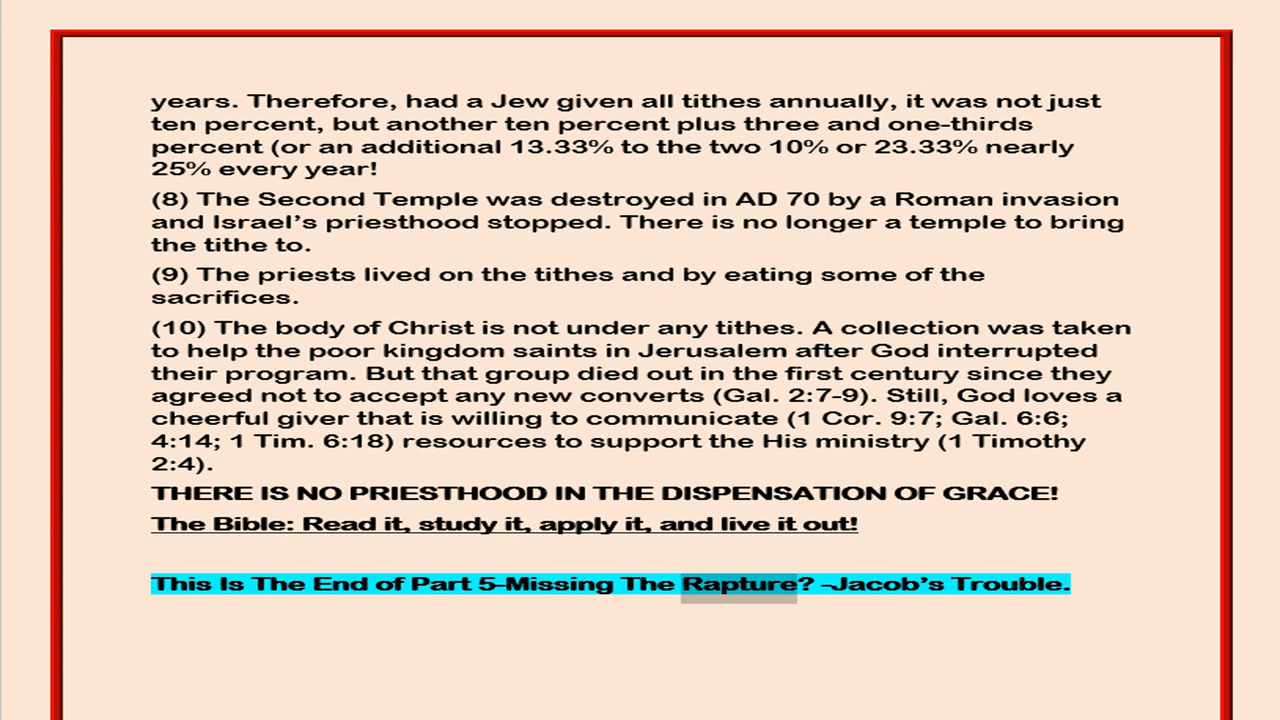 years. Therefore, had a Jew given all tithes annually, it was not just
ten percent, but another ten percent plus three and one-thirds
percent (or an additional 13.33% to the two 10% or 23.33% nearly
25% every year!
(8) The Second Temple was destroyed in AD 70 by a Roman invasion
and Israel’s priesthood stopped. There is no longer a temple to bring
the tithe to.
(9) The priests lived on the tithes and by eating some of the
sacrifices.
(10) The body of Christ is not under any tithes. A collection was taken
to help the poor kingdom saints in Jerusalem after God interrupted
their program. But that group died out in the first century since they
agreed not to accept any new converts (Gal. 2:7-9). Still, God loves a
cheerful giver that is willing to communicate (1 Cor. 9:7; Gal. 6:6;
4:14; 1 Tim. 6:18) resources to support the His ministry (1 Timothy
2:4).
THERE IS NO PRIESTHOOD IN THE DISPENSATION OF GRACE!
The Bible: Read it, study it, apply it, and live it out!
This Is The End of Part 5-Missing The Rapture? -Jacob’s Trouble.